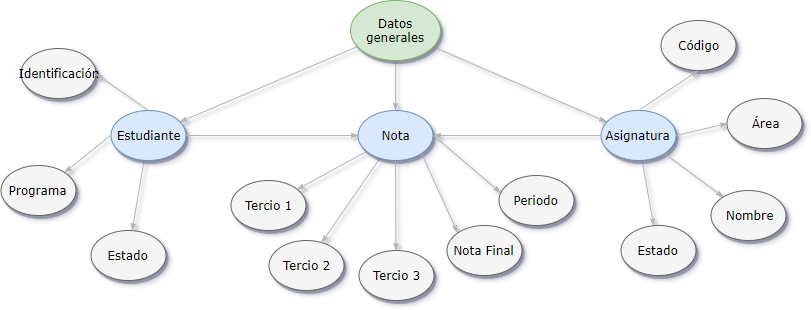 Datos
generales
Código
Identificación
Área
Estudiante
Nota
Asignatura
Programa
Tercio 1
Periodo
Nombre
Estado
Tercio 2
Tercio 3
Nota Final
Estado